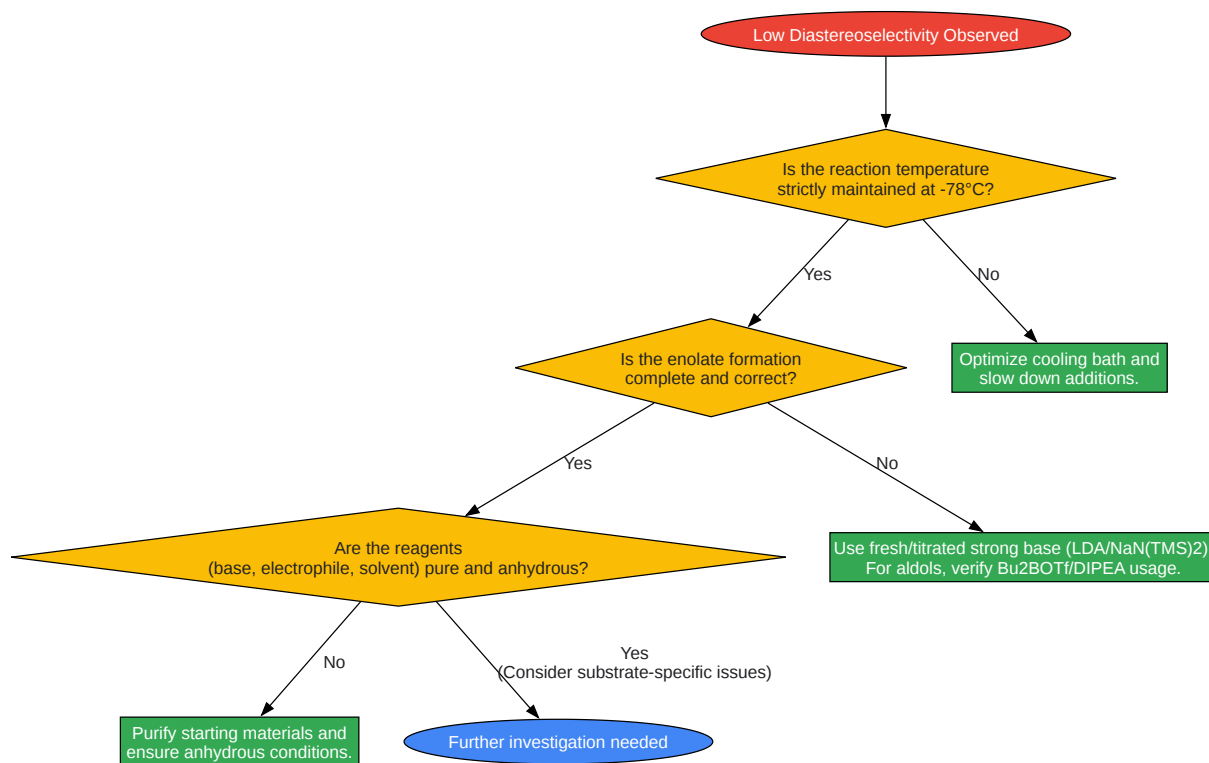 Low Diastereoselectivity Observed
Is the reaction temperature
strictly maintained at -78°C?
Yes
No
Is the enolate formation
complete and correct?
Optimize cooling bath and
slow down additions.
Yes
No
Are the reagents
(base, electrophile, solvent) pure and anhydrous?
Use fresh/titrated strong base (LDA/NaN(TMS)2)
For aldols, verify Bu2BOTf/DIPEA usage.
No
Yes
(Consider substrate-specific issues)
Purify starting materials and
ensure anhydrous conditions.
Further investigation needed